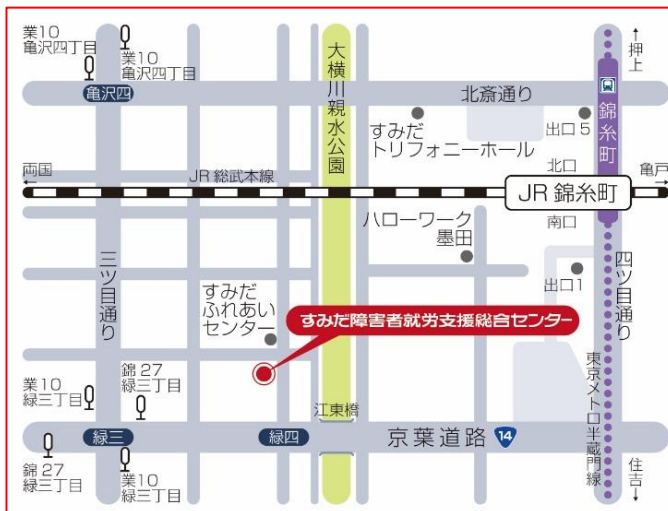 業10
亀沢四丁目
業10
亀沢四丁目
亀沢四
大横川親水公園
北斎通り
すみだ
トリフォニーホール
出口5
↑押上
錦糸町
北口
両国
←
JR 総武本線
JR 錦糸町
亀戸
→
南口
ハローワーク
墨田
出口1
三ツ目通り
四ツ目通り
すみだ
ふれあい
センター
すみだ障害者就労支援総合センター
東京メトロ半蔵門線
業10
緑三丁目
錦27
緑三丁目
江東橋
緑三
緑四
京葉道路
14
錦27
緑三丁目
業10
緑三丁目
住吉↓